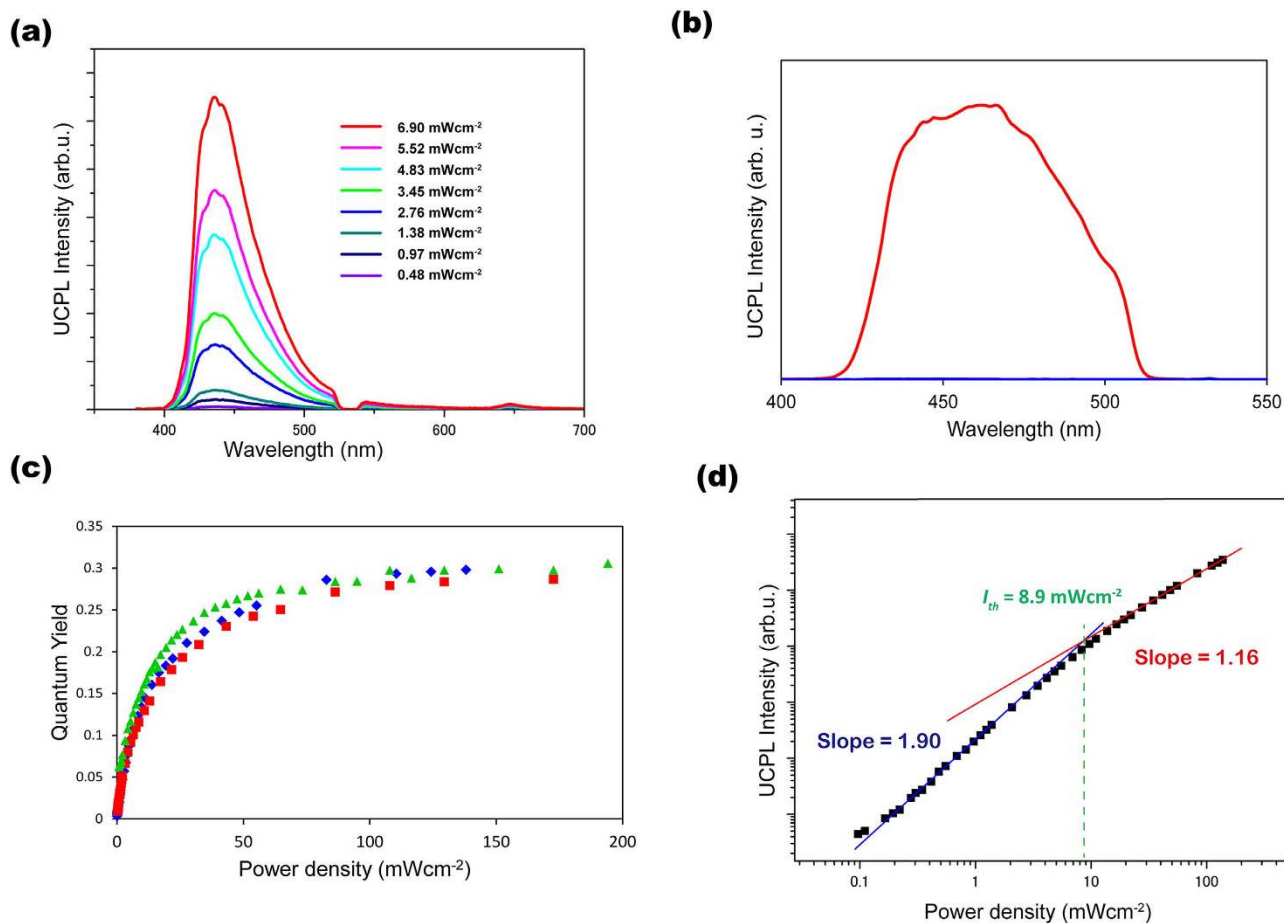 (a)
UCPL Intensity (arb.u.)
6.90 mWcm⁻²
5.52 mWcm⁻²
4.83 mWcm⁻²
3.45 mWcm⁻²
2.76 mWcm⁻²
1.38 mWcm⁻²
0.97 mWcm⁻²
0.48 mWcm⁻²
400 500 600 700
Wavelength (nm)
(b)
UCPL Intensity (arb. u.)
400 450 500 550
Wavelength (nm)
(c)
Quantum Yield
0.35
0.3
0.25
0.2
0.15
0.1
0.05
0
0 50 100 150 200
Power density (mWcm⁻²)
(d)
UCPL Intensity (arb.u.)
I_th = 8.9 mWcm⁻²
Slope = 1.16
Slope = 1.90
0.1 1 10 100
Power density (mWcm⁻²)